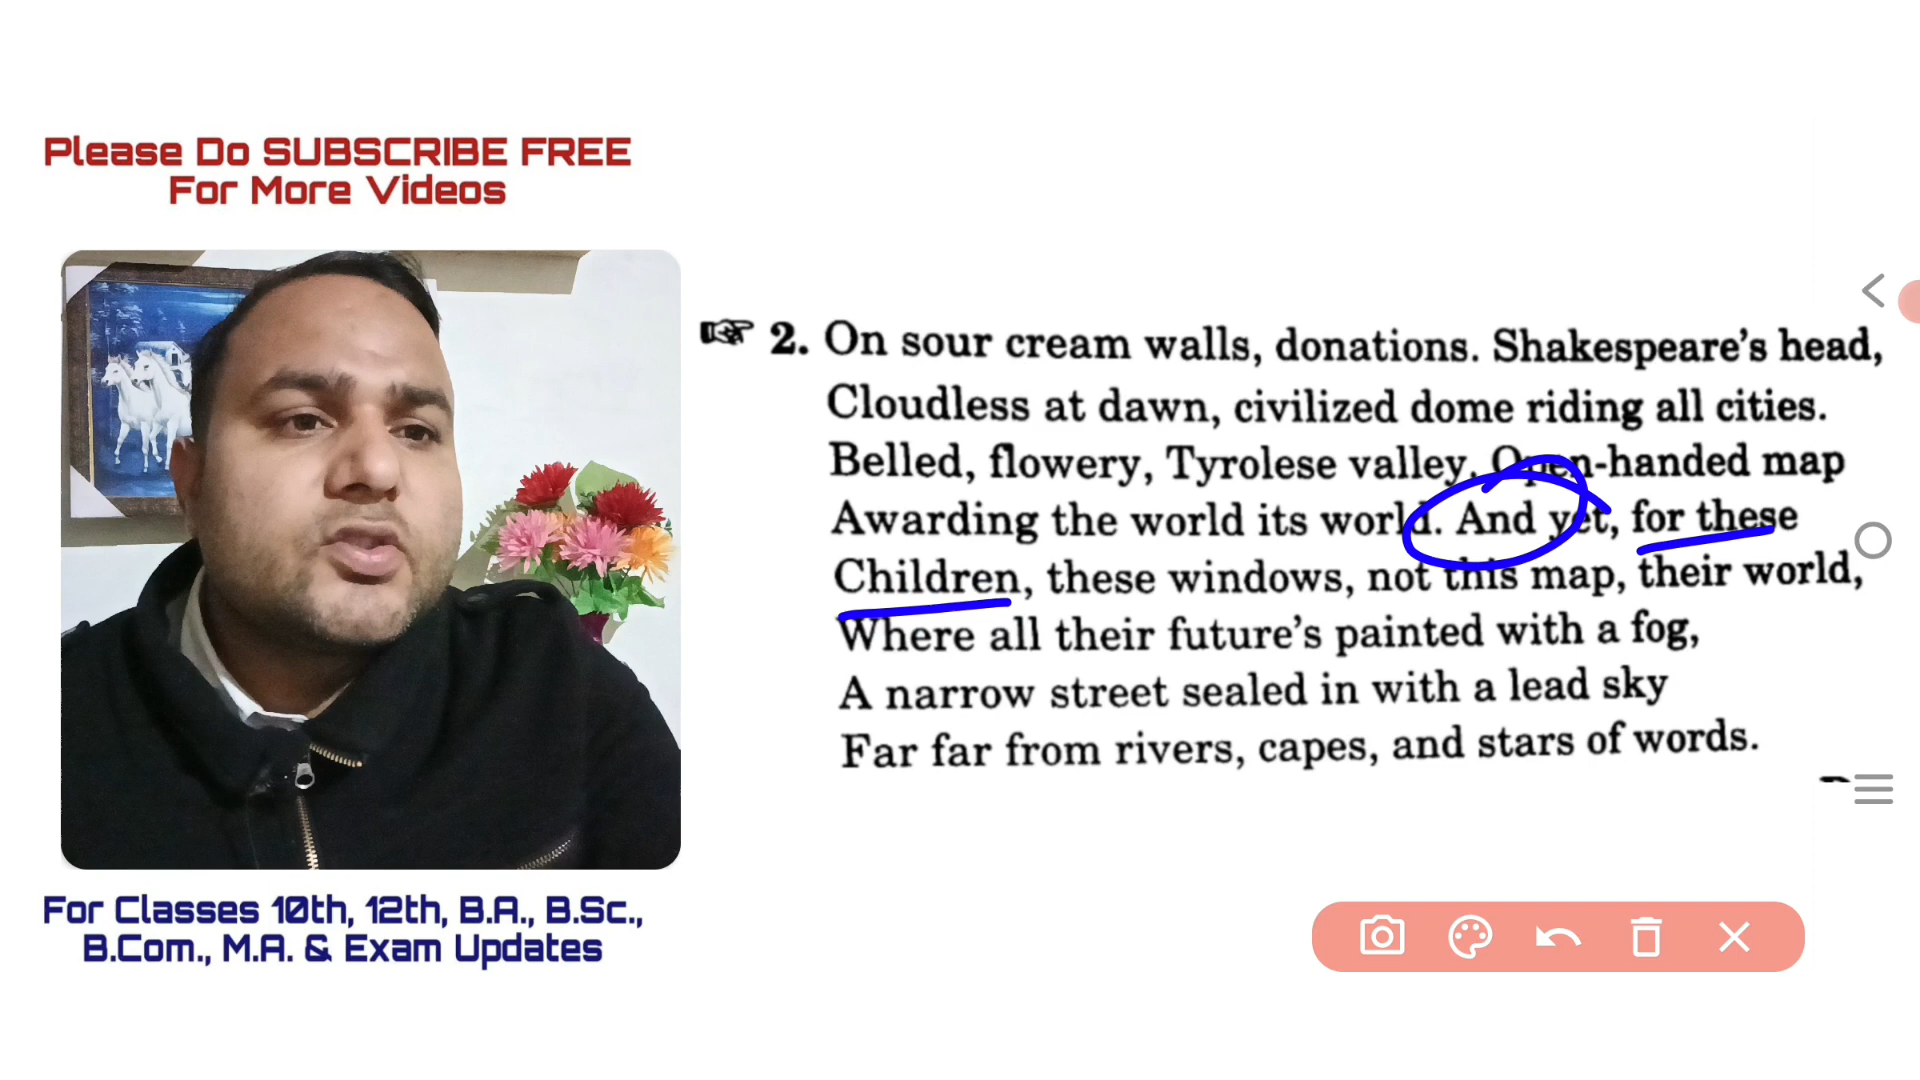 Please Do SUBSCRIBE FREE
For More Videos
2. On sour cream walls, donations. Shakespeare's head,
Cloudless at dawn, civilized dome riding all cities.
Belled, flowery, Tyrolese valley. Open-handed map
Awarding the world its world. And yet, for these
Children, these windows, not this map, their world,
Where all their future's painted with a fog,
A narrow street sealed in with a lead sky
Far far from rivers, capes, and stars of words.
For Classes 10th, 12th, B.A., B.Sc.,
B.Com., M.A. & Exam Updates